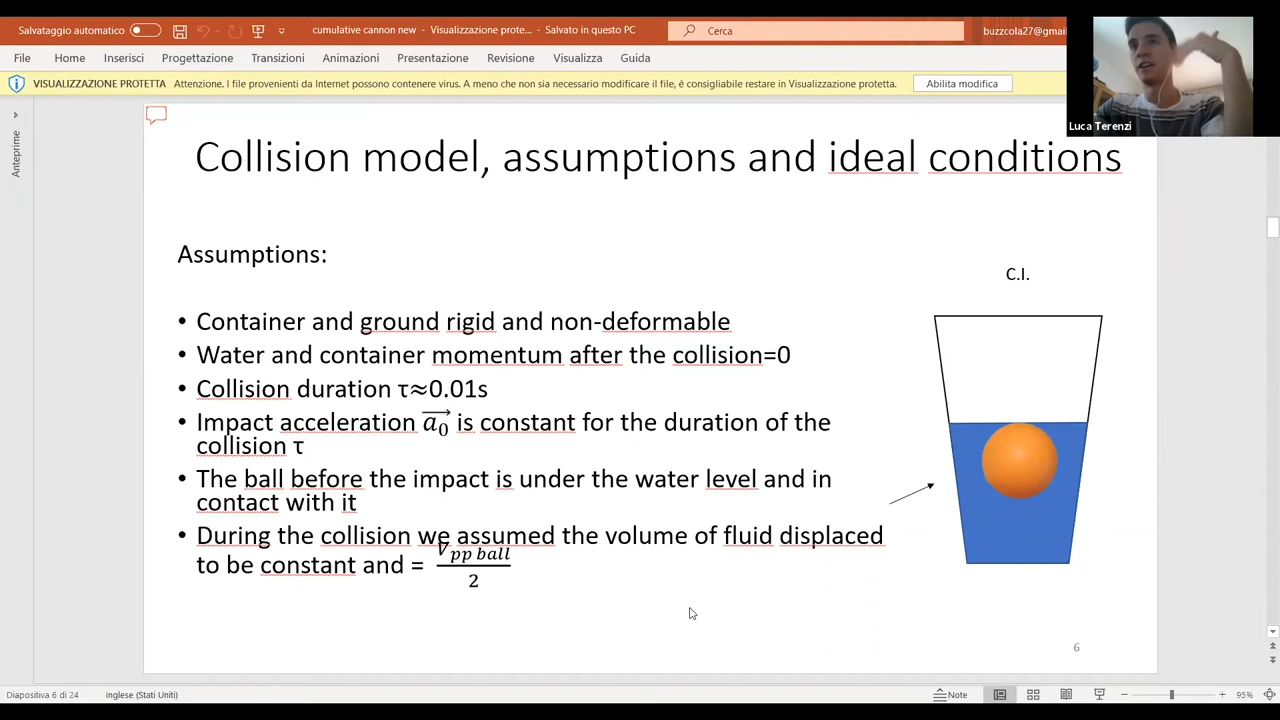 Salvataggio automatico
cumulative cannon new - Visualizzazione prote... - Salvato in questo PC
Cerca
buzzcola27@gmail
File Home Inserisci Progettazione Transizioni Animazioni Presentazione Revisione Visualizza Guida
VISUALIZZAZIONE PROTETTA Attenzione. I file provenienti da Internet possono contenere virus. A meno che non sia necessario modificare il file, è consigliabile restare in Visualizzazione protetta. Abilita modifica
Luca Terenzi
Anteprime
Collision model, assumptions and ideal conditions
Assumptions:
C.I.
• Container and ground rigid and non-deformable
• Water and container momentum after the collision=0
• Collision duration τ≈0.01s
• Impact acceleration \overrightarrow{a_0} is constant for the duration of the
collision τ
• The ball before the impact is under the water level and in
contact with it
• During the collision we assumed the volume of fluid displaced
to be constant and = \frac{V_{pp ball}}{2}
6
Diapositiva 6 di 24 Inglese (Stati Uniti) Note 95%